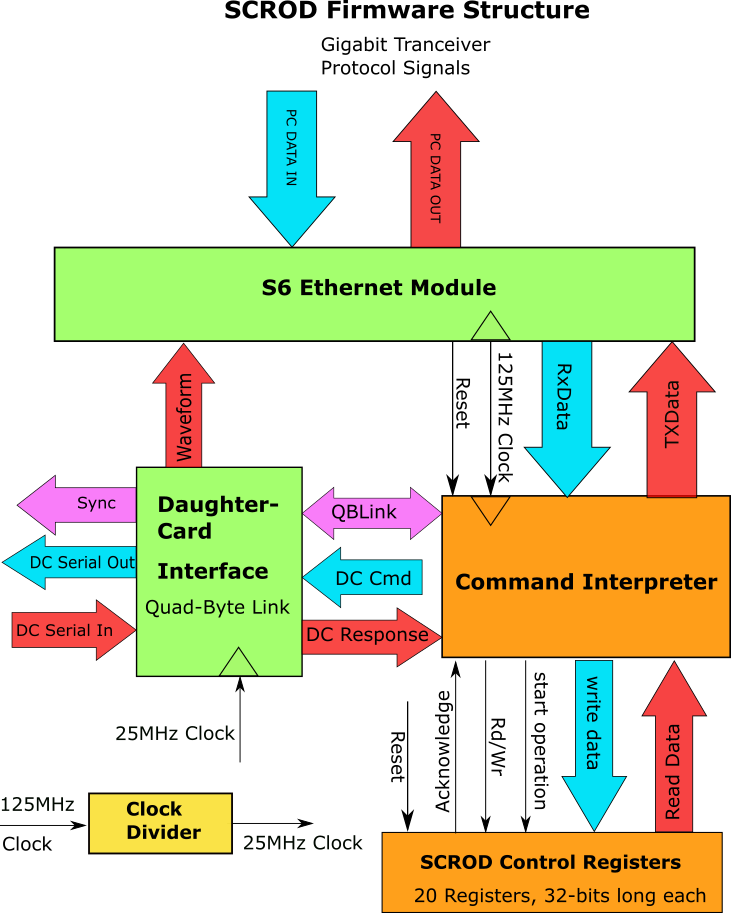 SCROD Firmware Structure
Gigabit Tranceiver
Protocol Signals
PC DATA IN
PC DATA OUT
S6 Ethernet Module
Waveform
Reset
125MHz Clock
RxData
TXData
Sync
DC Serial Out
DC Serial In
Daughter-
Card
Interface
Quad-Byte Link
QBLink
DC Cmd
DC Response
Command Interpreter
25MHz Clock
Reset
Acknowledge
Rd/Wr
start operation
write data
Read Data
125MHz
Clock
Clock
Divider
25MHz Clock
SCROD Control Registers
20 Registers, 32-bits long each